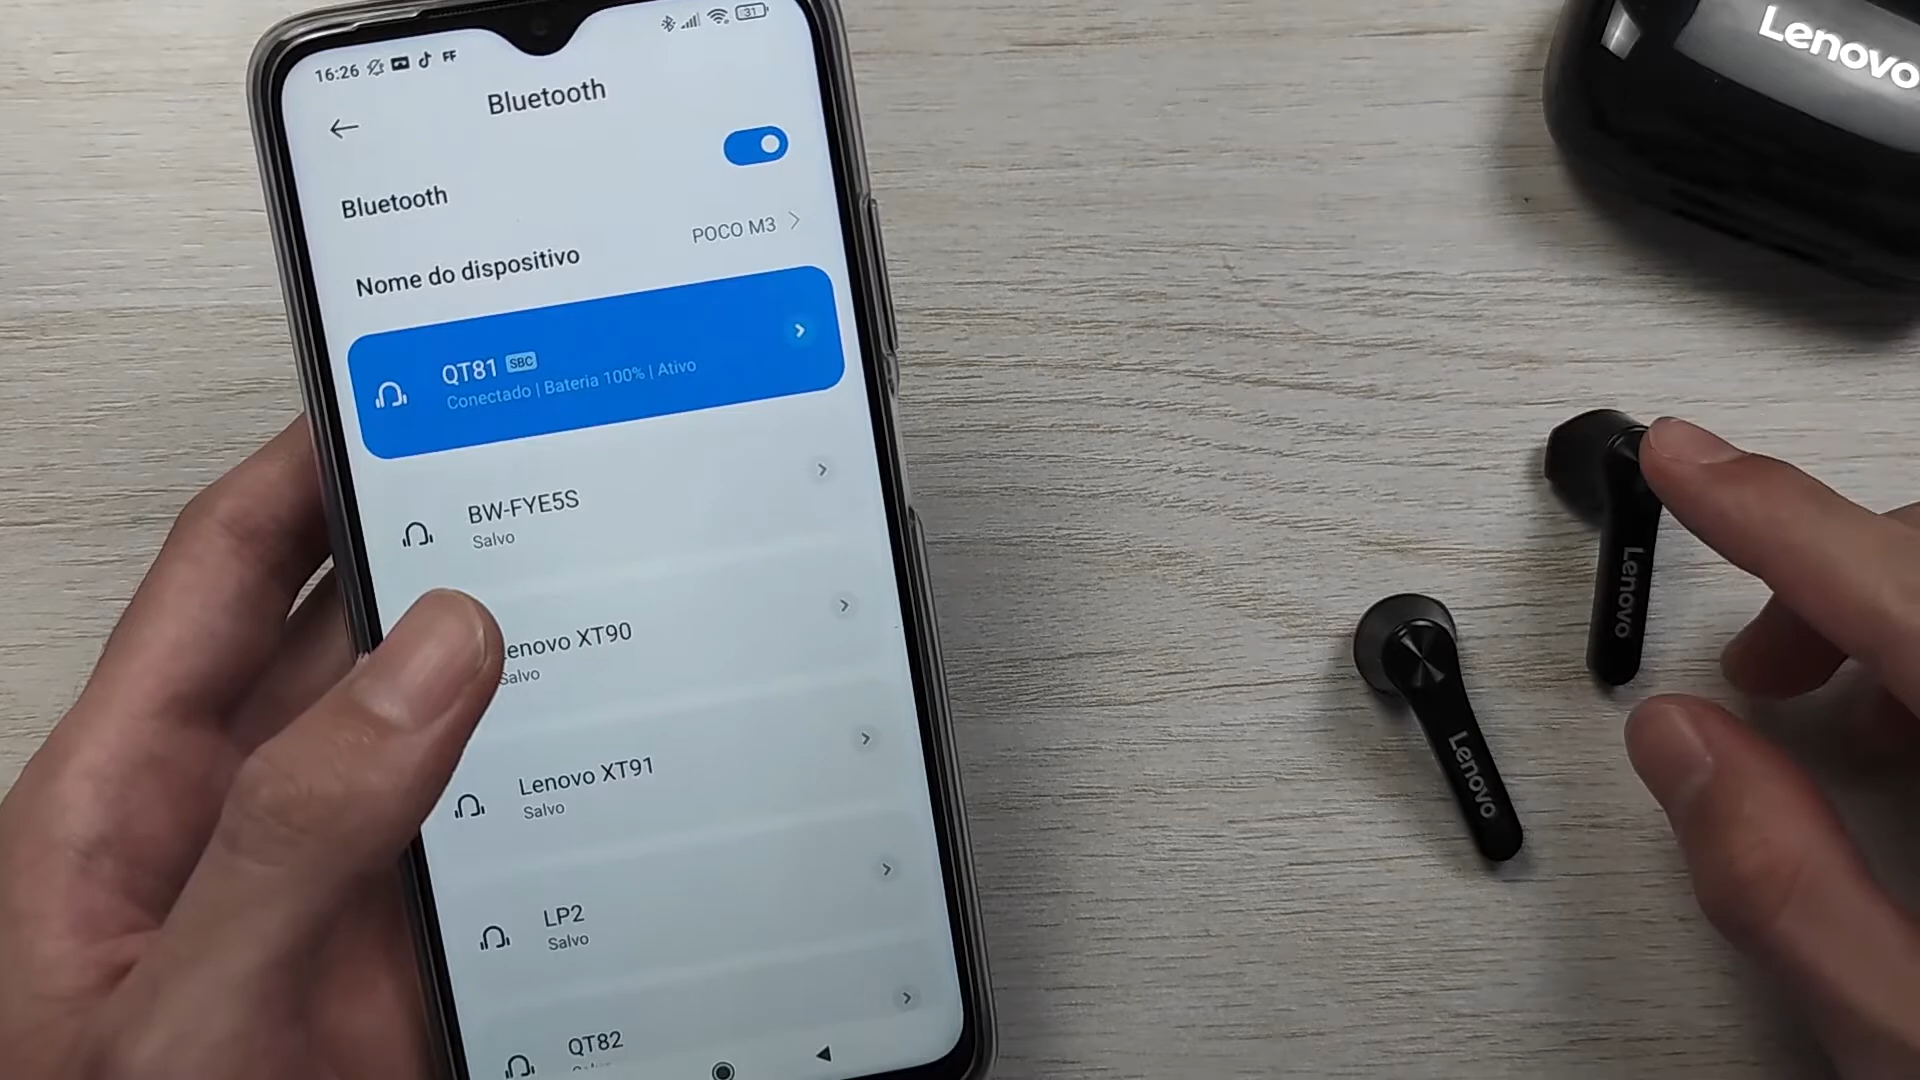 16:26
31
Bluetooth
Bluetooth
Nome do dispositivo
POCO M3
QT81 SBC
Conectado | Bateria 100% | Ativo
BW-FYE5S
Salvo
enovo XT90
Salvo
Lenovo XT91
Salvo
LP2
Salvo
QT82
Lenovo
Lenovo
Lenovo